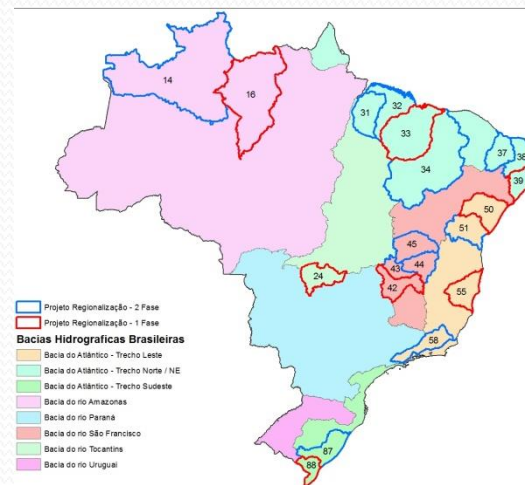 14
16
31
32
33
34
37
38
39
50
51
45
44
43
42
24
55
58
87
88
Projeto Regionalização - 2 Fase
Projeto Regionalização - 1 Fase
Bacias Hidrograficas Brasileiras
Bacia do Atlântico - Trecho Leste
Bacia do Atlântico - Trecho Norte / NE
Bacia do Atlântico - Trecho Sudeste
Bacia do rio Amazonas
Bacia do rio Paraná
Bacia do rio São Francisco
Bacia do rio Tocantins
Bacia do rio Uruguai